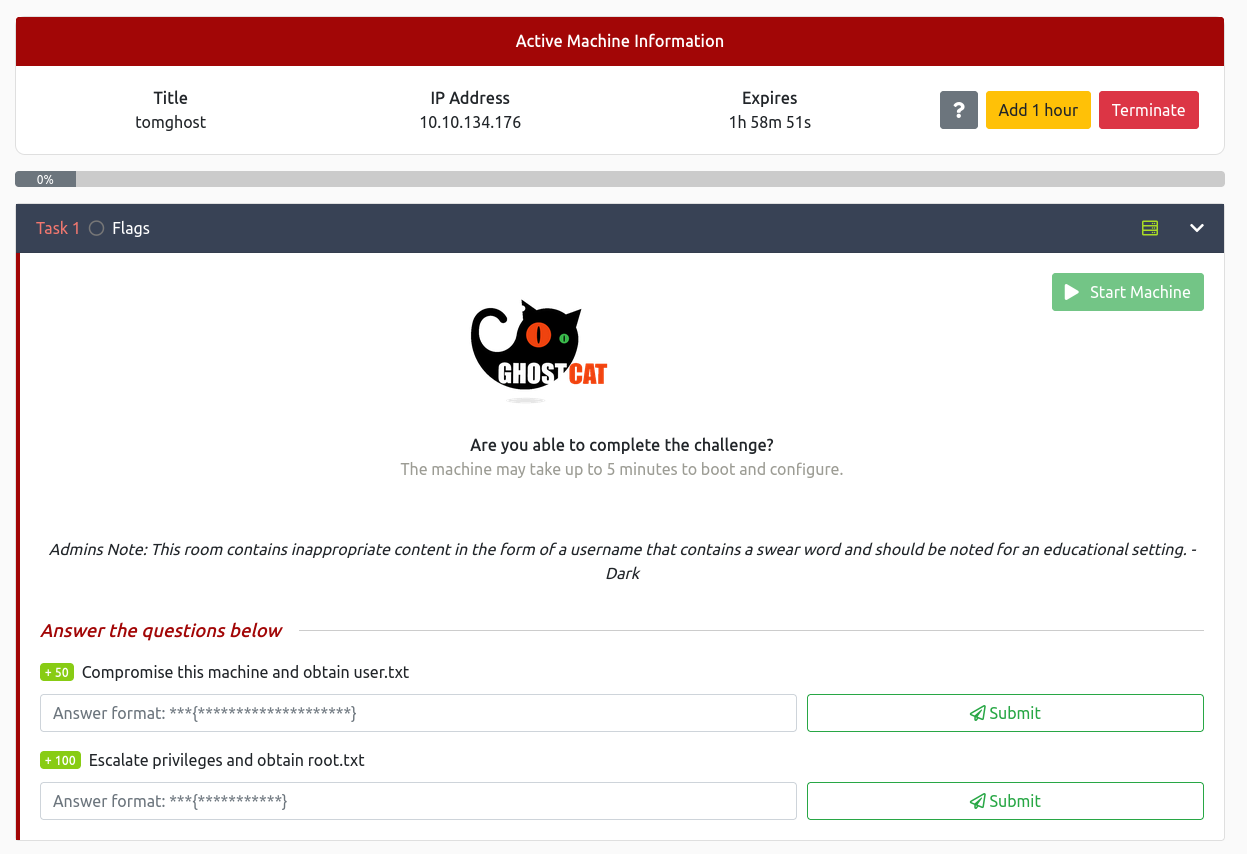 Active Machine Information
Title
IP Address
Expires
tomghost
10.10.134.176
1h 58m 51s
?
Add 1 hour
Terminate
0%
Task 1
Flags
Start Machine
GHOSTCAT
Are you able to complete the challenge?
The machine may take up to 5 minutes to boot and configure.
Admins Note: This room contains inappropriate content in the form of a username that contains a swear word and should be noted for an educational setting. -
Dark
Answer the questions below
+ 50 Compromise this machine and obtain user.txt
Answer format: ***{********************}
Submit
+ 100 Escalate privileges and obtain root.txt
Answer format: ***{***********}
Submit